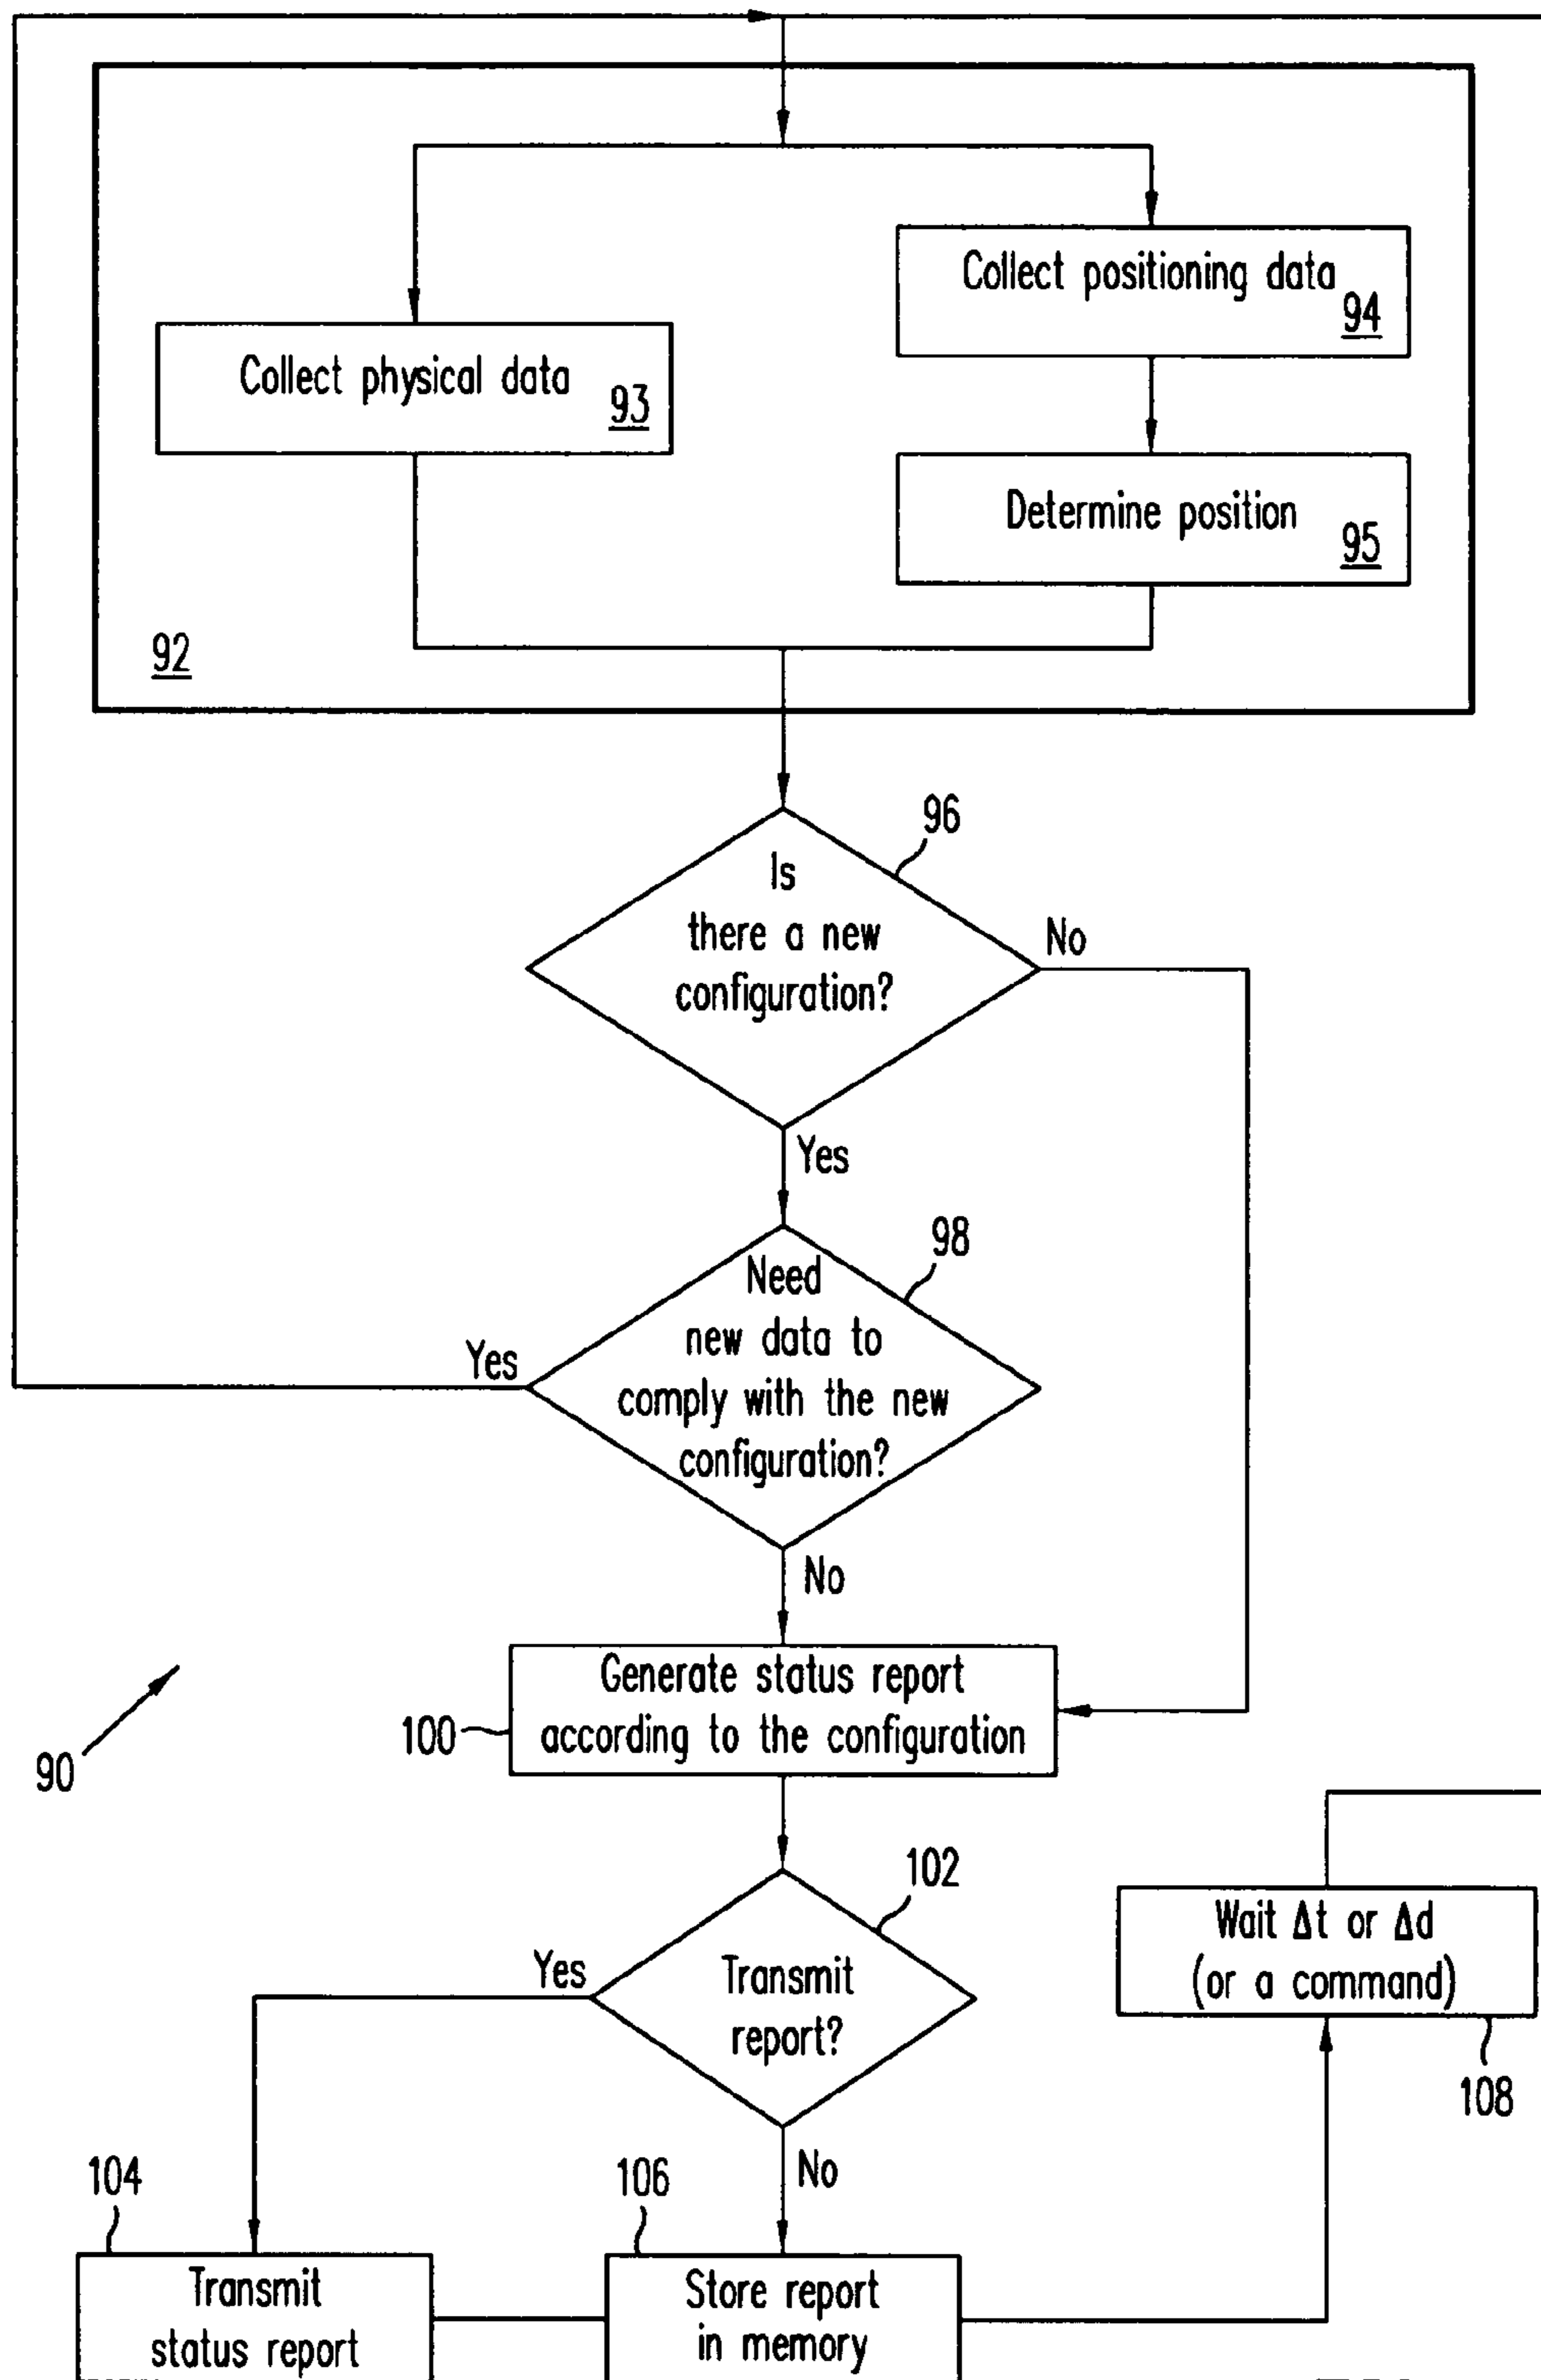 Collect positioning data
94
Collect physical data
93
Determine position
95
92
96
Is
there a new
configuration?
No
Yes
98
Need
new data to
comply with the new
configuration?
Yes
No
Generate status report
according to the configuration
100
90
102
Transmit
report?
Yes
Wait Δt or Δd
(or a command)
108
No
104
106
Transmit
status report
Store report
in memory